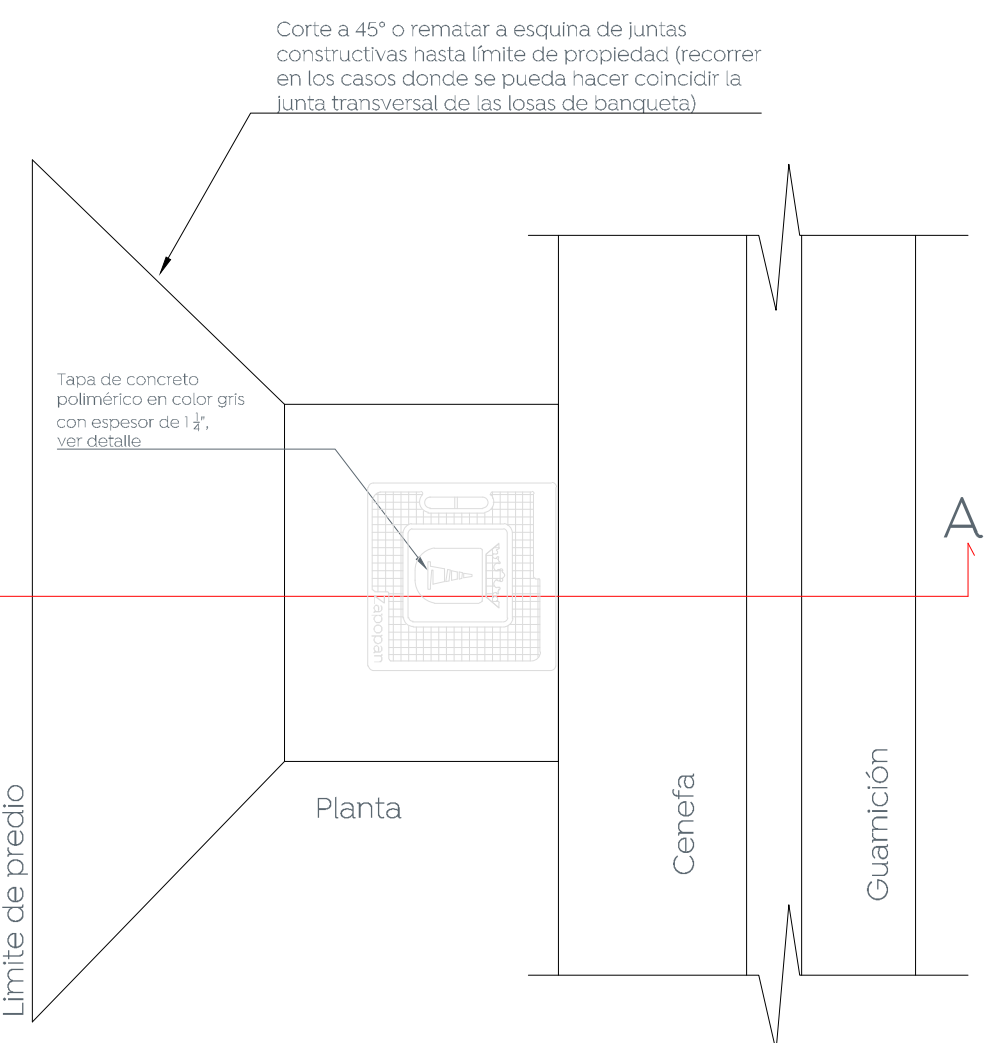 Corte a 45° o rematar a esquina de juntas
constructivas hasta límite de propiedad (recorrer
en los casos donde se pueda hacer coincidir la
junta transversal de las losas de banqueta)
Tapa de concreto
polimérico en color gris
con espesor de 1 1/4",
ver detalle
A
Zapopan
Planta
Cenefa
Guarnición
Limite de predio